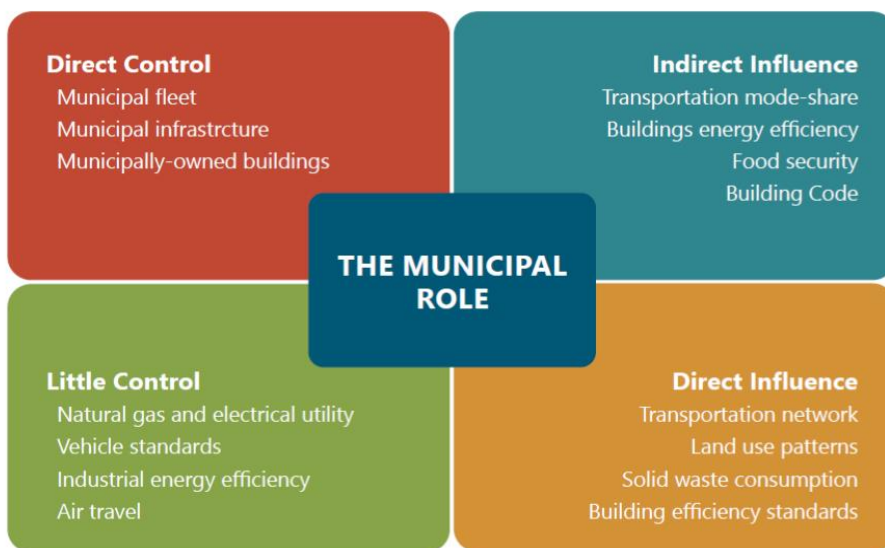 Direct Control
Municipal fleet
Municipal infrastrcture
Municipally-owned buildings
Indirect Influence
Transportation mode-share
Buildings energy efficiency
Food security
Building Code
THE MUNICIPAL
ROLE
Little Control
Natural gas and electrical utility
Vehicle standards
Industrial energy efficiency
Air travel
Direct Influence
Transportation network
Land use patterns
Solid waste consumption
Building efficiency standards